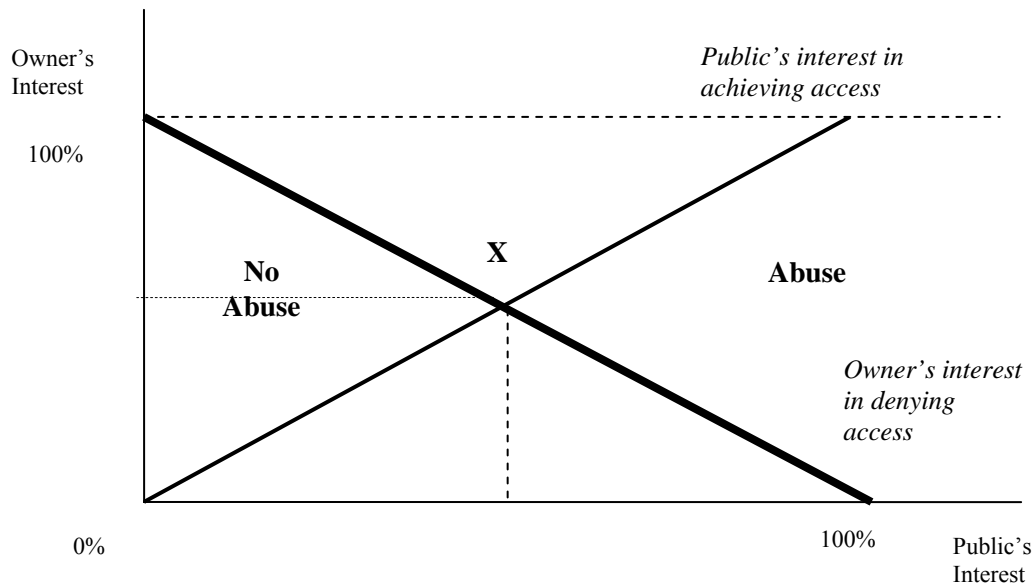 Owner’s
Interest
Public’s interest in
achieving access
100%
X
No
Abuse
Abuse
Owner’s interest
in denying
access
0%
100%
Public’s
Interest